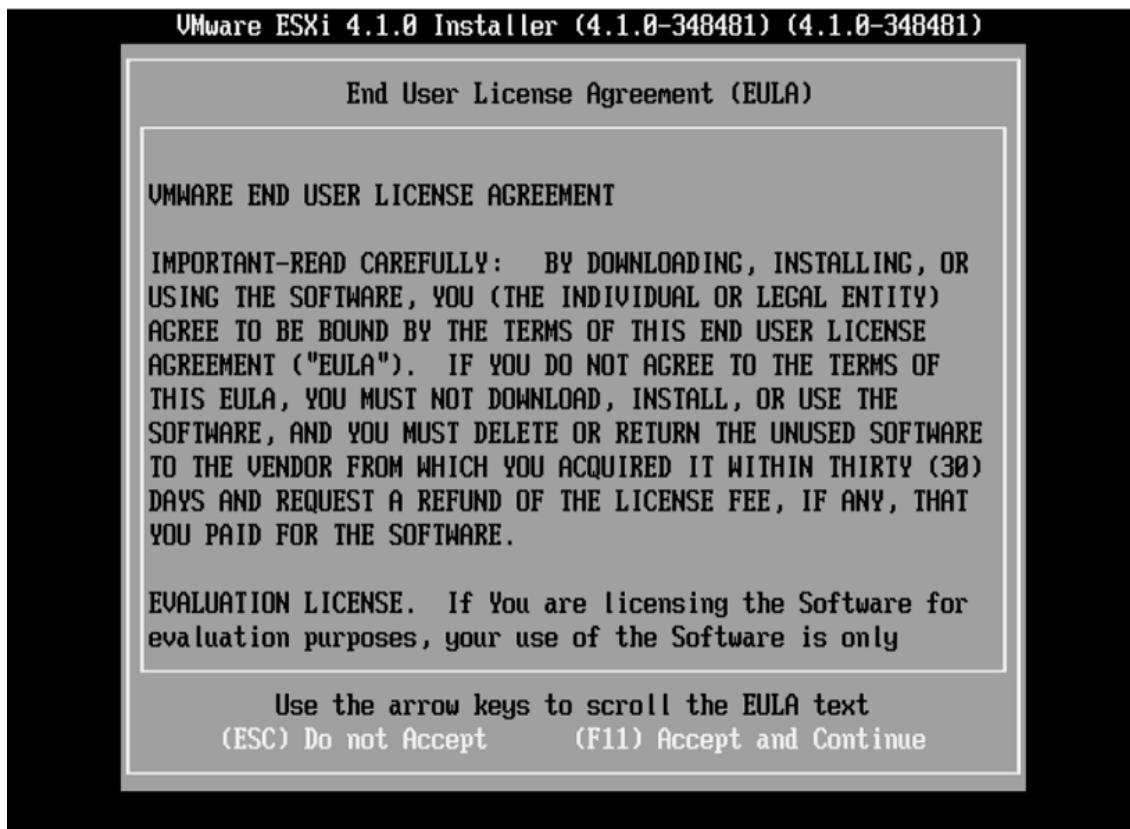 VMware ESXi 4.1.0 Installer (4.1.0-348481) (4.1.0-348481)
End User License Agreement (EULA)
VMWARE END USER LICENSE AGREEMENT
IMPORTANT-READ CAREFULLY:   BY DOWNLOADING, INSTALLING, OR
USING THE SOFTWARE, YOU (THE INDIVIDUAL OR LEGAL ENTITY)
AGREE TO BE BOUND BY THE TERMS OF THIS END USER LICENSE
AGREEMENT ("EULA").  IF YOU DO NOT AGREE TO THE TERMS OF
THIS EULA, YOU MUST NOT DOWNLOAD, INSTALL, OR USE THE
SOFTWARE, AND YOU MUST DELETE OR RETURN THE UNUSED SOFTWARE
TO THE VENDOR FROM WHICH YOU ACQUIRED IT WITHIN THIRTY (30)
DAYS AND REQUEST A REFUND OF THE LICENSE FEE, IF ANY, THAT
YOU PAID FOR THE SOFTWARE.
EVALUATION LICENSE.  If You are licensing the Software for
evaluation purposes, your use of the Software is only
Use the arrow keys to scroll the EULA text
(ESC) Do not Accept      (F11) Accept and Continue